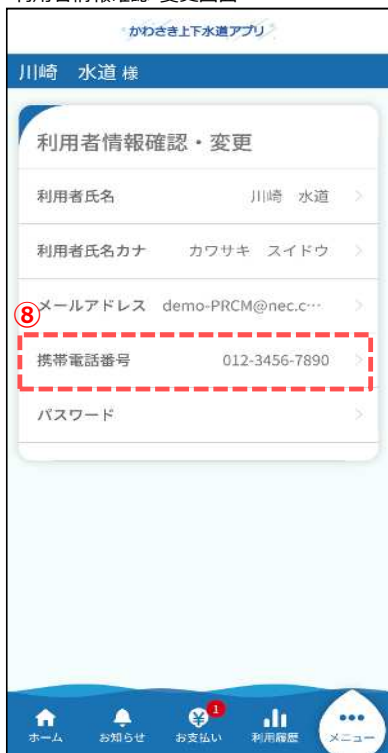 かわさき上下水道アプリ
川崎　水道 様
利用者情報確認・変更
利用者氏名　川崎　水道
利用者氏名カナ　カワサキ　スイドウ
メールアドレス　demo-PRCM@nec.c…
⑧
携帯電話番号　012-3456-7890
パスワード
1
ホーム　お知らせ　お支払い　利用履歴　メニュー